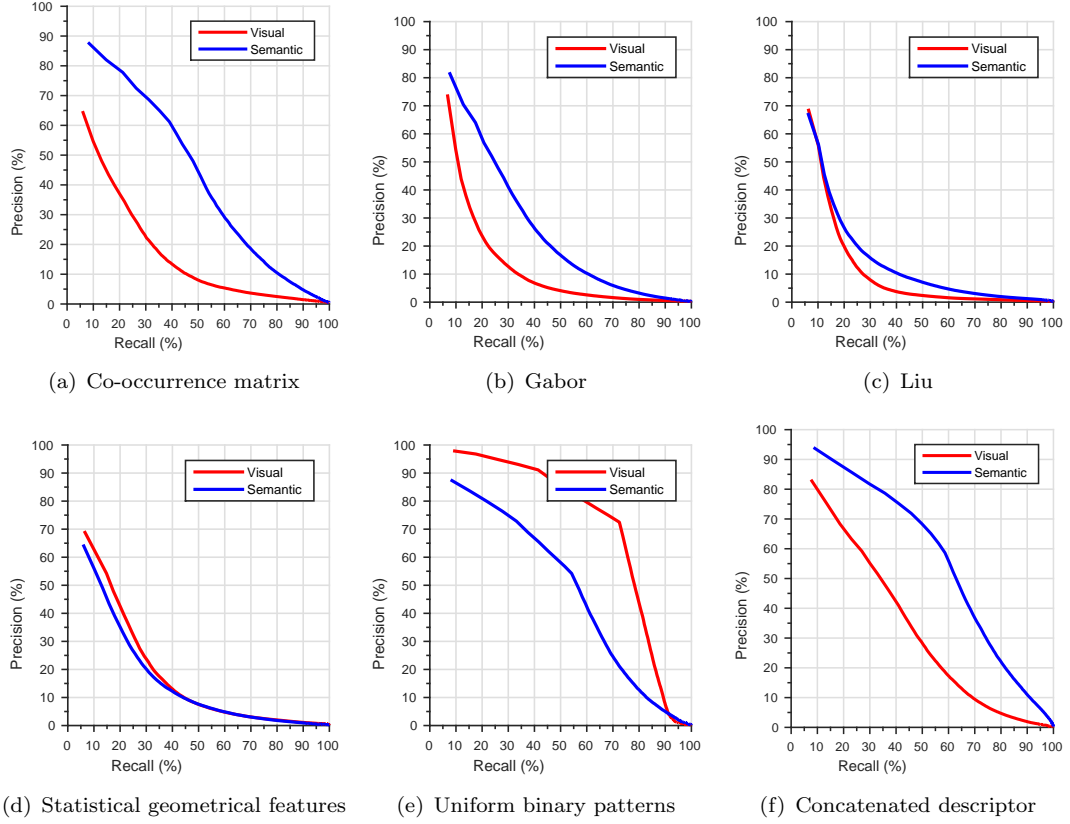 100
90
80
70
60
50
40
30
20
10
0
Precision (%)
Visual
Semantic
0 10 20 30 40 50 60 70 80 90 100
Recall (%)
(a) Co-occurrence matrix
100
90
80
70
60
50
40
30
20
10
0
Precision (%)
Visual
Semantic
0 10 20 30 40 50 60 70 80 90 100
Recall (%)
(b) Gabor
100
90
80
70
60
50
40
30
20
10
0
Precision (%)
Visual
Semantic
0 10 20 30 40 50 60 70 80 90 100
Recall (%)
(c) Liu
100
90
80
70
60
50
40
30
20
10
0
Precision (%)
Visual
Semantic
0 10 20 30 40 50 60 70 80 90 100
Recall (%)
(d) Statistical geometrical features
100
90
80
70
60
50
40
30
20
10
0
Precision (%)
Visual
Semantic
0 10 20 30 40 50 60 70 80 90 100
Recall (%)
(e) Uniform binary patterns
100
90
80
70
60
50
40
30
20
10
0
Precision (%)
Visual
Semantic
0 10 20 30 40 50 60 70 80 90 100
Recall (%)
(f) Concatenated descriptor